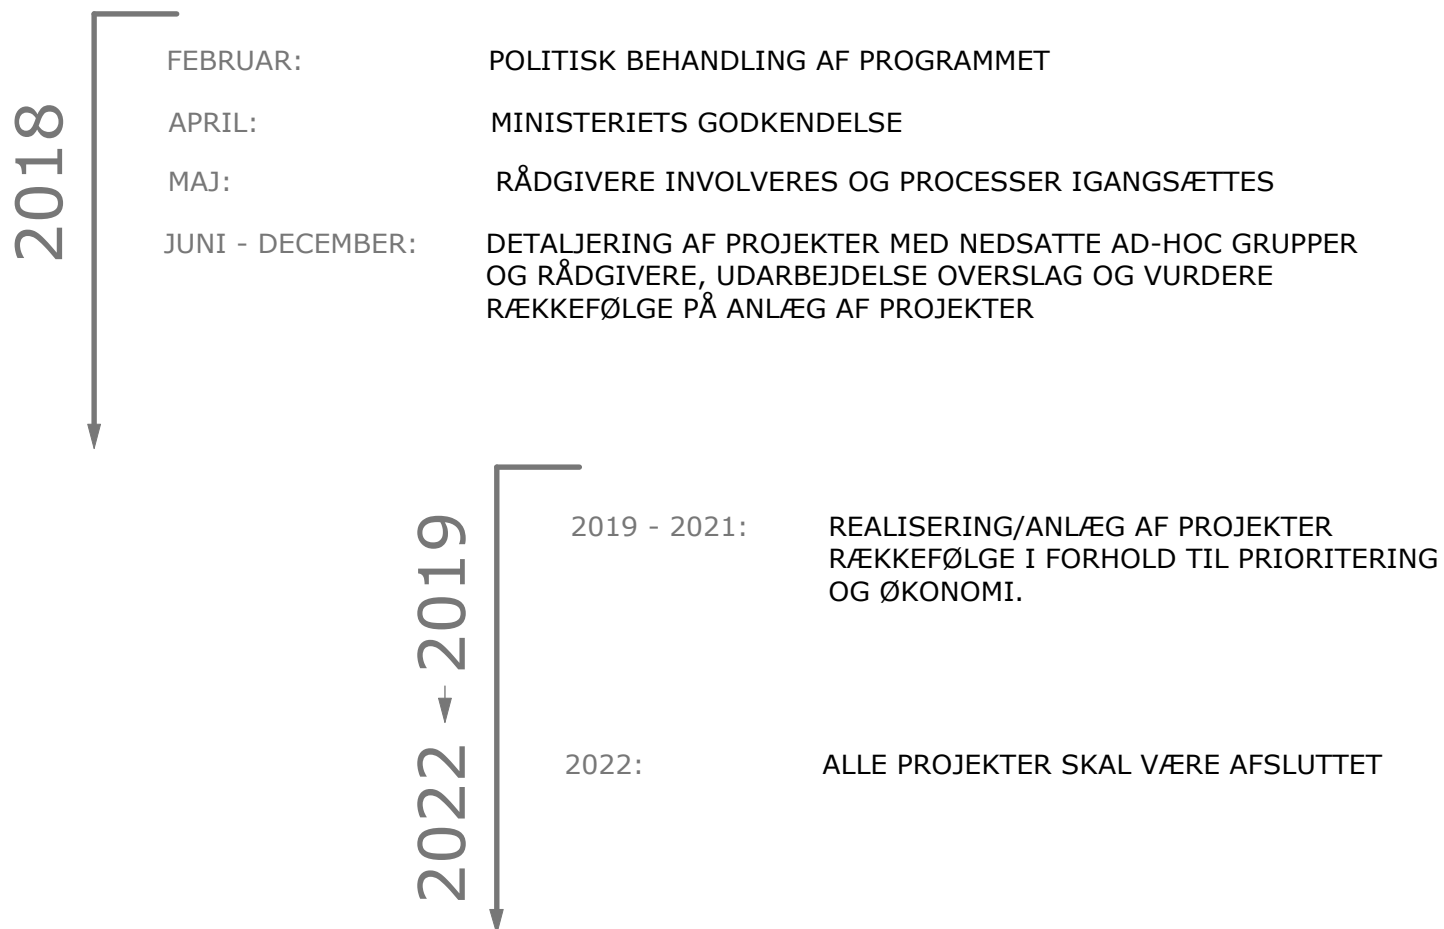 2018
FEBRUAR: POLITISK BEHANDLING AF PROGRAMMET
APRIL: MINISTERIETS GODKENDELSE
MAJ: RÅDGIVERE INVOLVERES OG PROCESSER IGANGSÆTTES
JUNI - DECEMBER: DETALJERING AF PROJEKTER MED NEDSATTE AD-HOC GRUPPER
OG RÅDGIVERE, UDARBEJDELSE OVERSLAG OG VURDERE
RÆKKEFØLGE PÅ ANLÆG AF PROJEKTER
2022 2019
2019 - 2021: REALISERING/ANLÆG AF PROJEKTER
RÆKKEFØLGE I FORHOLD TIL PRIORITERING
OG ØKONOMI.
2022: ALLE PROJEKTER SKAL VÆRE AFSLUTTET